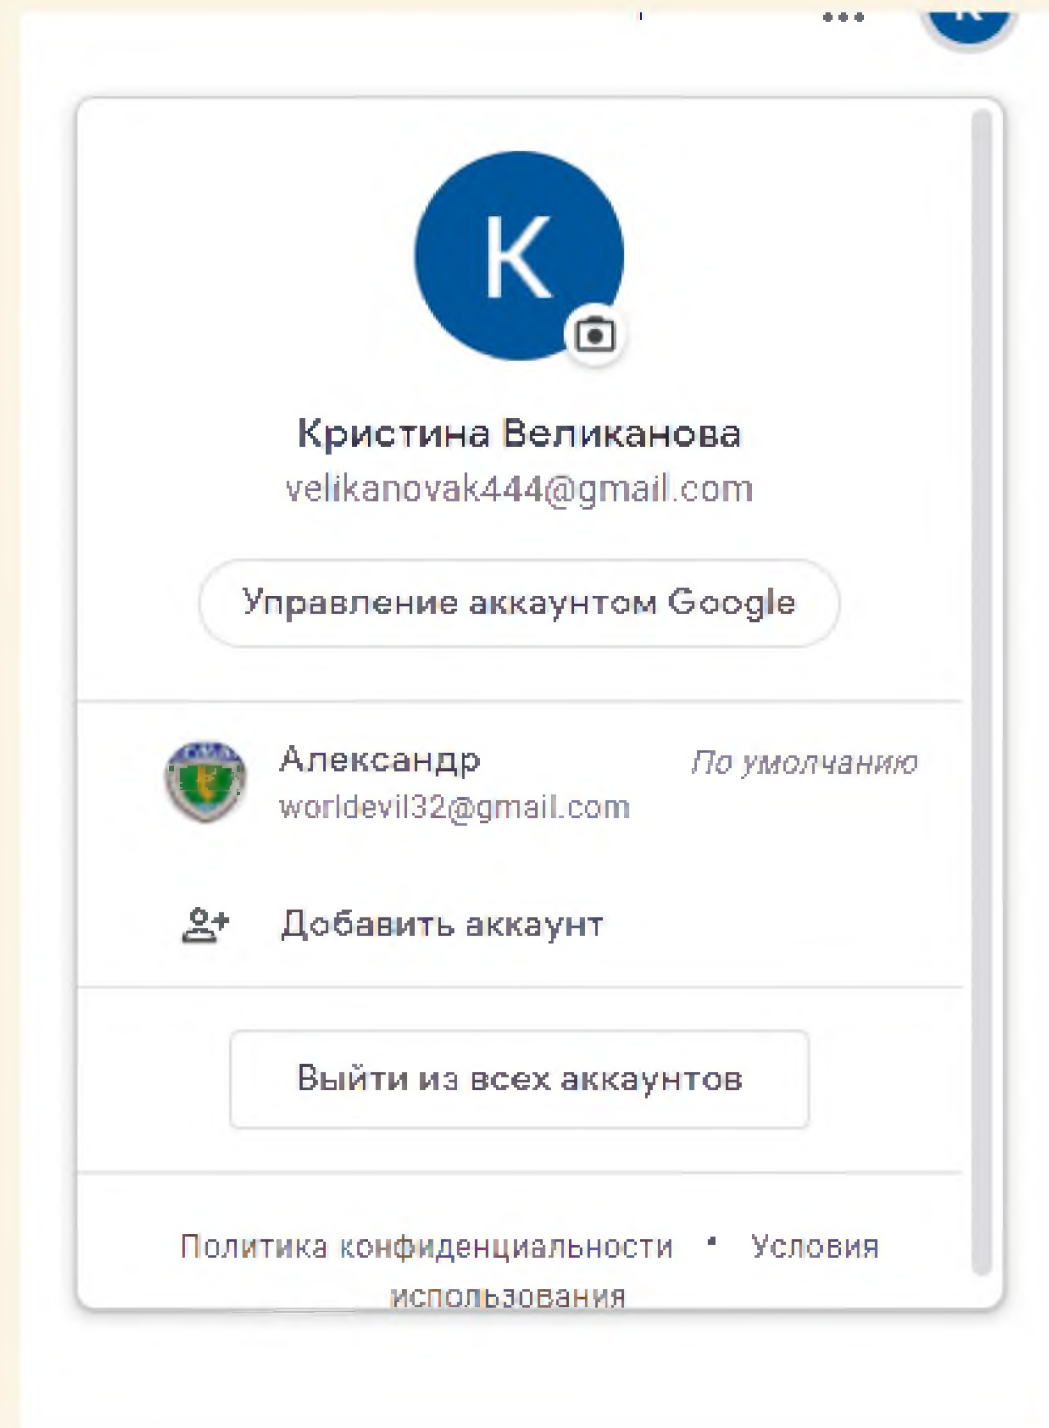 K
Кристина Великанова
velikanovak444@gmail.com
Управление аккаунтом Google
Александр
По умолчанию
worldevil32@gmail.com
Добавить аккаунт
Выйти из всех аккаунтов
Политика конфиденциальности • Условия
использования